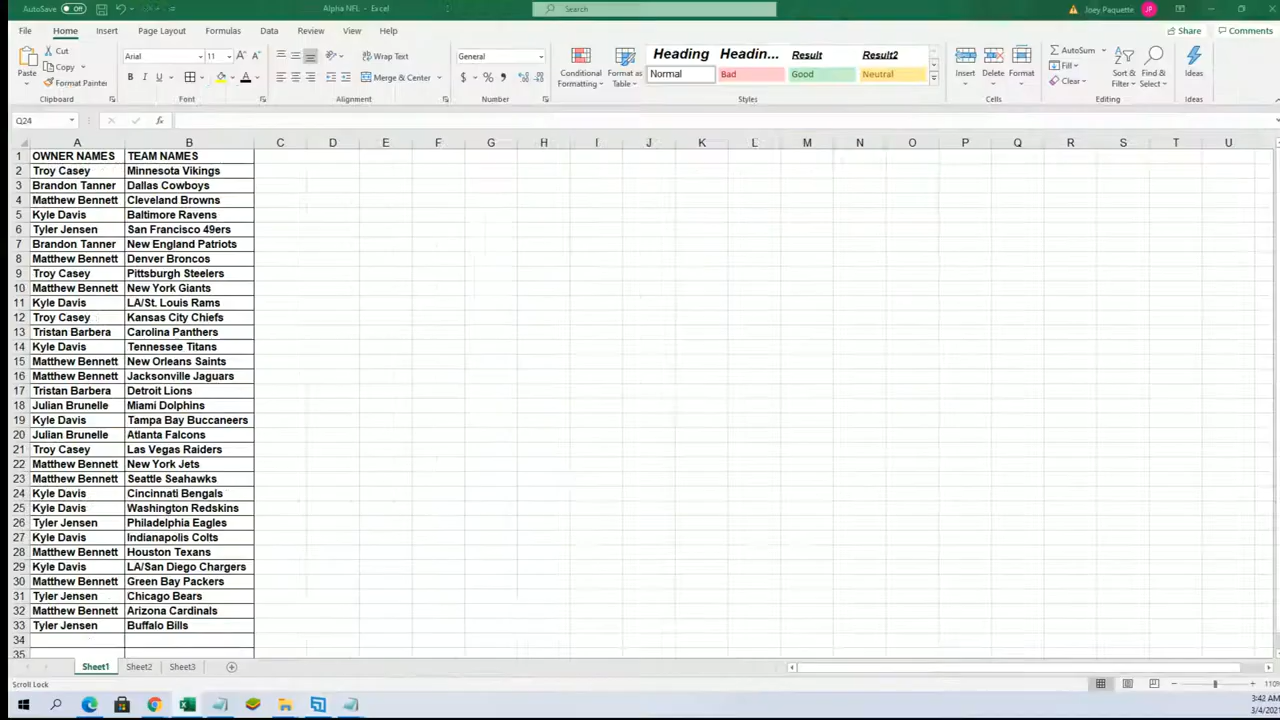 AutoSave Off Alpha NFL - Excel Search Joey Paquette JP
File Home Insert Page Layout Formulas Data Review View Help Share Comments
Paste Cut Copy Format Painter Clipboard
Arial 11 B I U A Font
Wrap Text Merge & Center Alignment
General $ % Number
Conditional Formatting Format as Table
Heading Headin... Result Result2
Normal Bad Good Neutral
Styles
Insert Delete Format Cells
AutoSum Fill Clear Sort & Filter Find & Select Editing
Ideas Ideas
Q24 fx
A B C D E F G H I J K L M N O P Q R S T U
1 OWNER NAMES TEAM NAMES
2 Troy Casey Minnesota Vikings
3 Brandon Tanner Dallas Cowboys
4 Matthew Bennett Cleveland Browns
5 Kyle Davis Baltimore Ravens
6 Tyler Jensen San Francisco 49ers
7 Brandon Tanner New England Patriots
8 Matthew Bennett Denver Broncos
9 Troy Casey Pittsburgh Steelers
10 Matthew Bennett New York Giants
11 Kyle Davis LA/St. Louis Rams
12 Troy Casey Kansas City Chiefs
13 Tristan Barbera Carolina Panthers
14 Kyle Davis Tennessee Titans
15 Matthew Bennett New Orleans Saints
16 Matthew Bennett Jacksonville Jaguars
17 Tristan Barbera Detroit Lions
18 Julian Brunelle Miami Dolphins
19 Kyle Davis Tampa Bay Buccaneers
20 Julian Brunelle Atlanta Falcons
21 Troy Casey Las Vegas Raiders
22 Matthew Bennett New York Jets
23 Matthew Bennett Seattle Seahawks
24 Kyle Davis Cincinnati Bengals
25 Kyle Davis Washington Redskins
26 Tyler Jensen Philadelphia Eagles
27 Kyle Davis Indianapolis Colts
28 Matthew Bennett Houston Texans
29 Kyle Davis LA/San Diego Chargers
30 Matthew Bennett Green Bay Packers
31 Tyler Jensen Chicago Bears
32 Matthew Bennett Arizona Cardinals
33 Tyler Jensen Buffalo Bills
34
35
Sheet1 Sheet2 Sheet3
Scroll Lock
3:42 AM